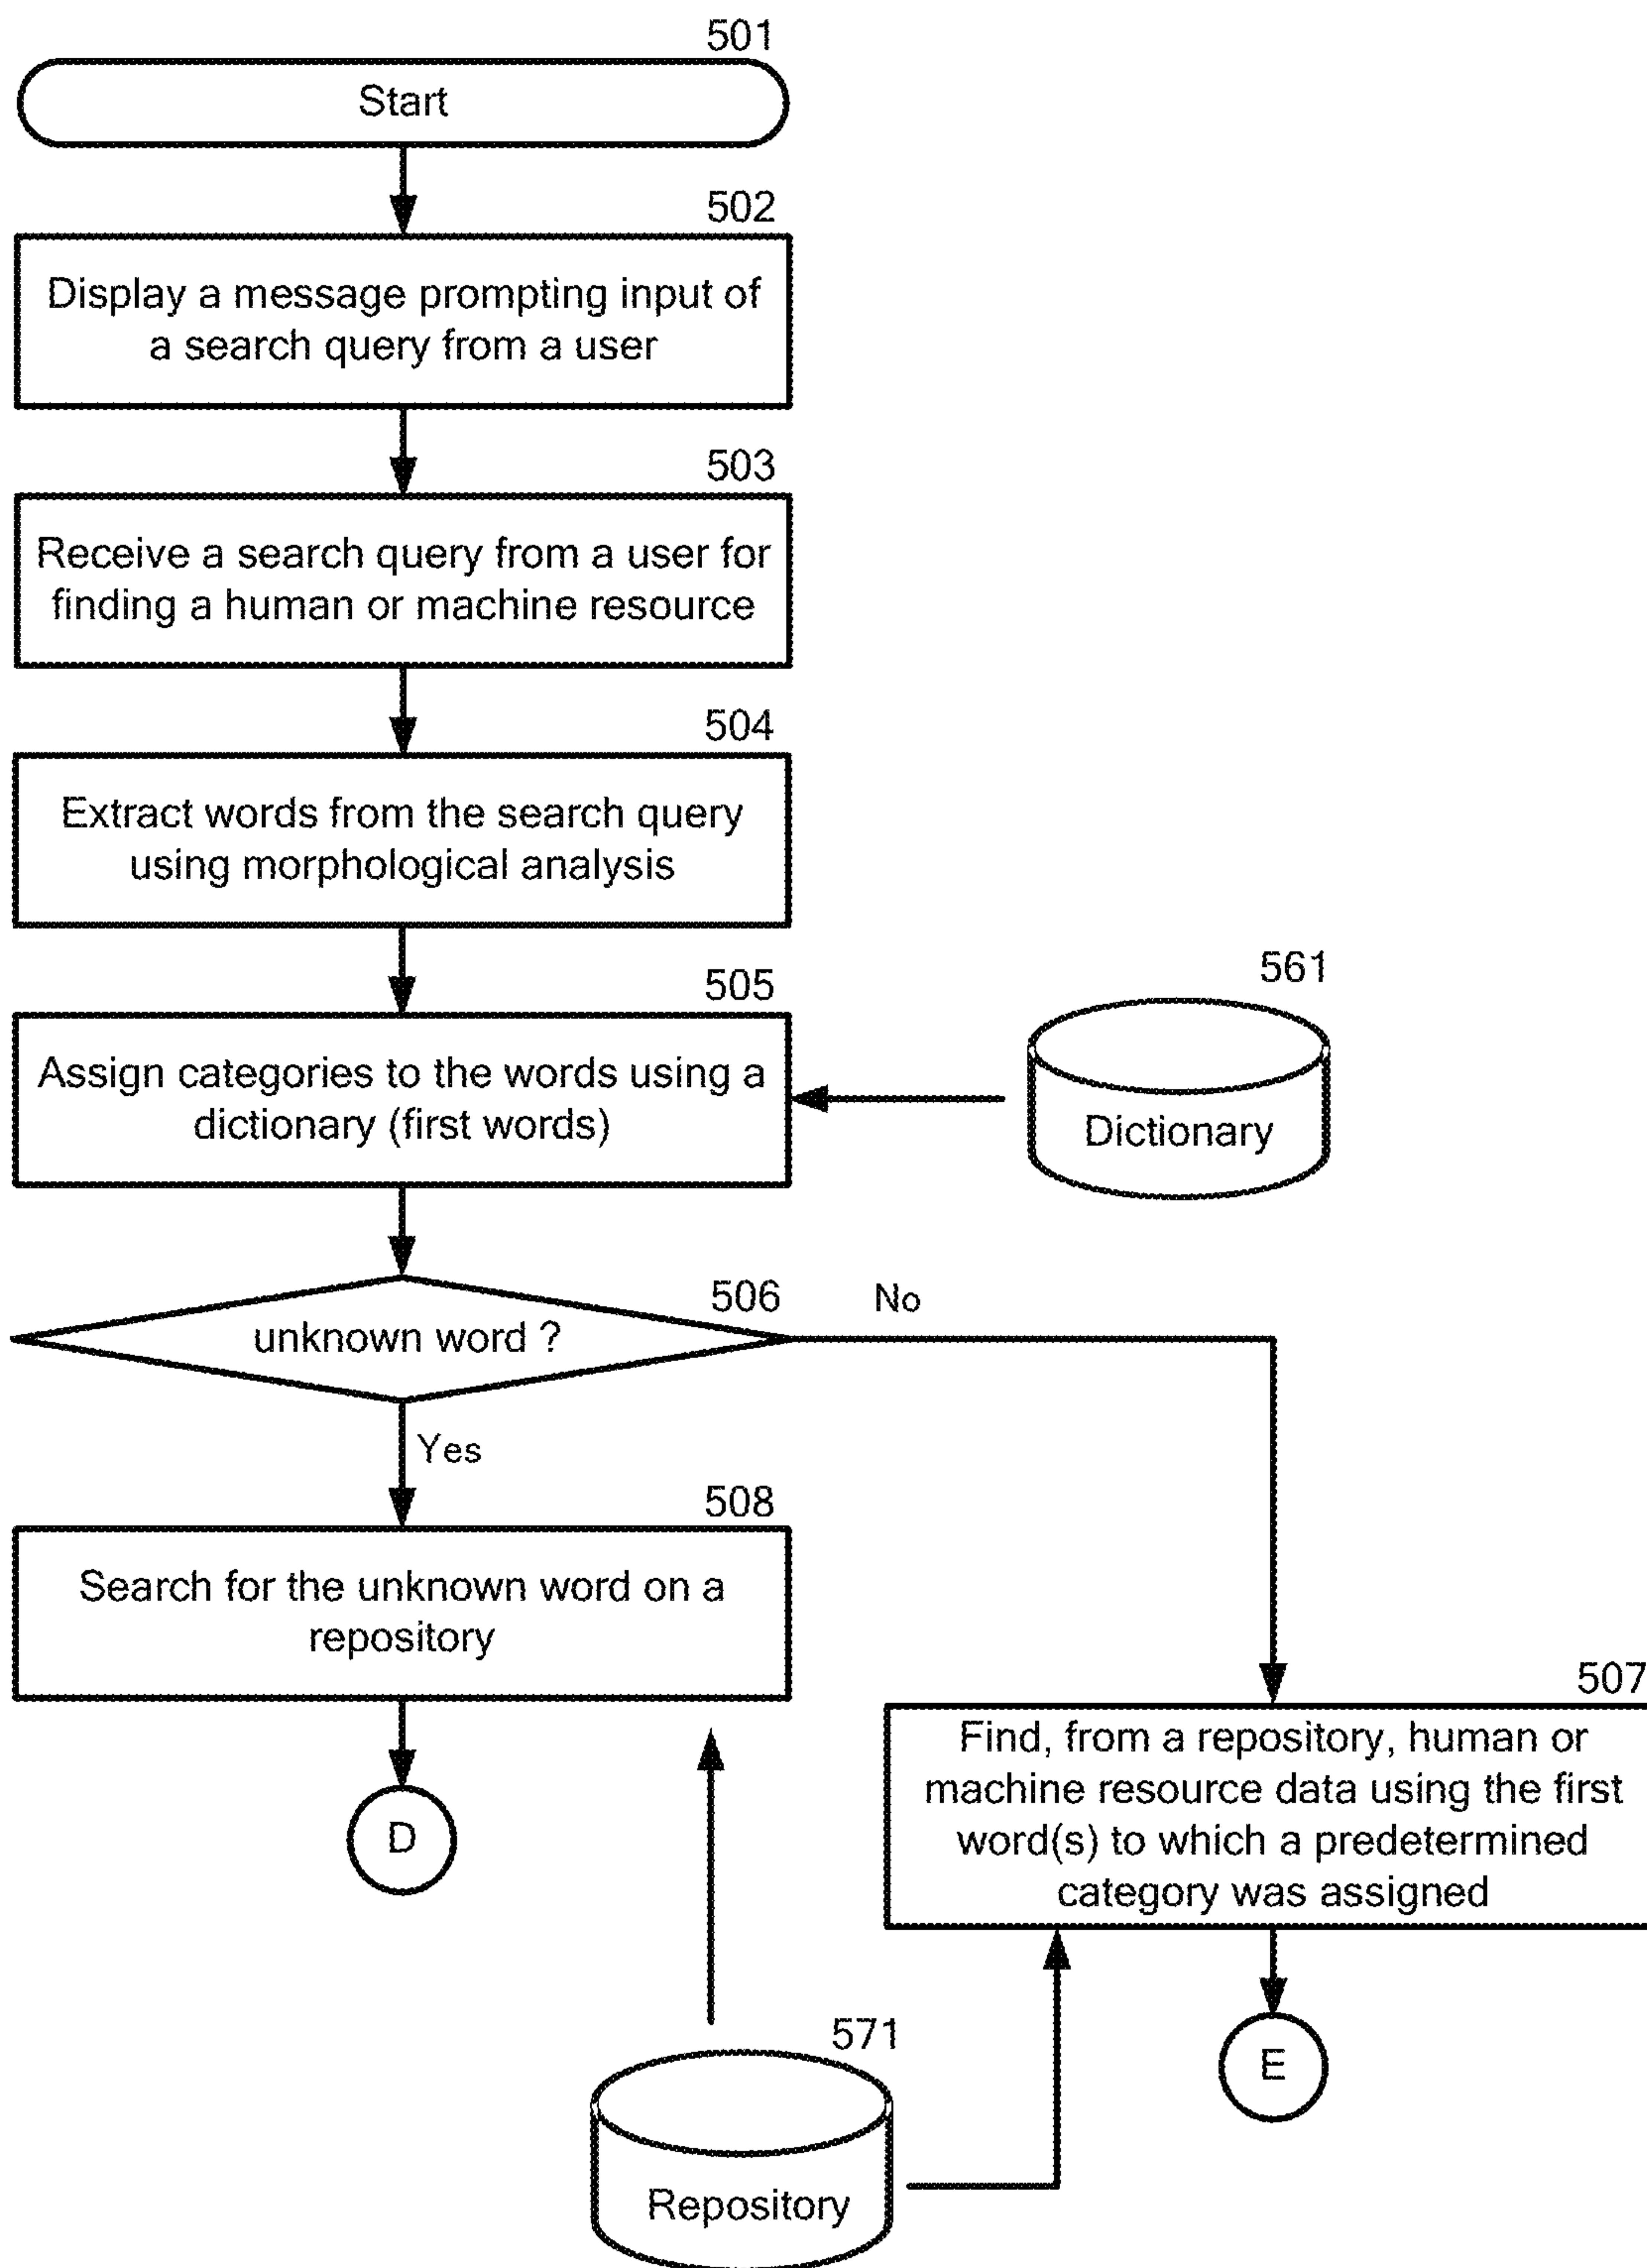 501
Start
502
Display a message prompting input of
a search query from a user
503
Receive a search query from a user for
finding a human or machine resource
504
Extract words from the search query
using morphological analysis
505
Assign categories to the words using a
dictionary (first words)
561
Dictionary
506
unknown word ?
No
Yes
508
Search for the unknown word on a
repository
D
507
Find, from a repository, human or
machine resource data using the first
word(s) to which a predetermined
category was assigned
E
571
Repository